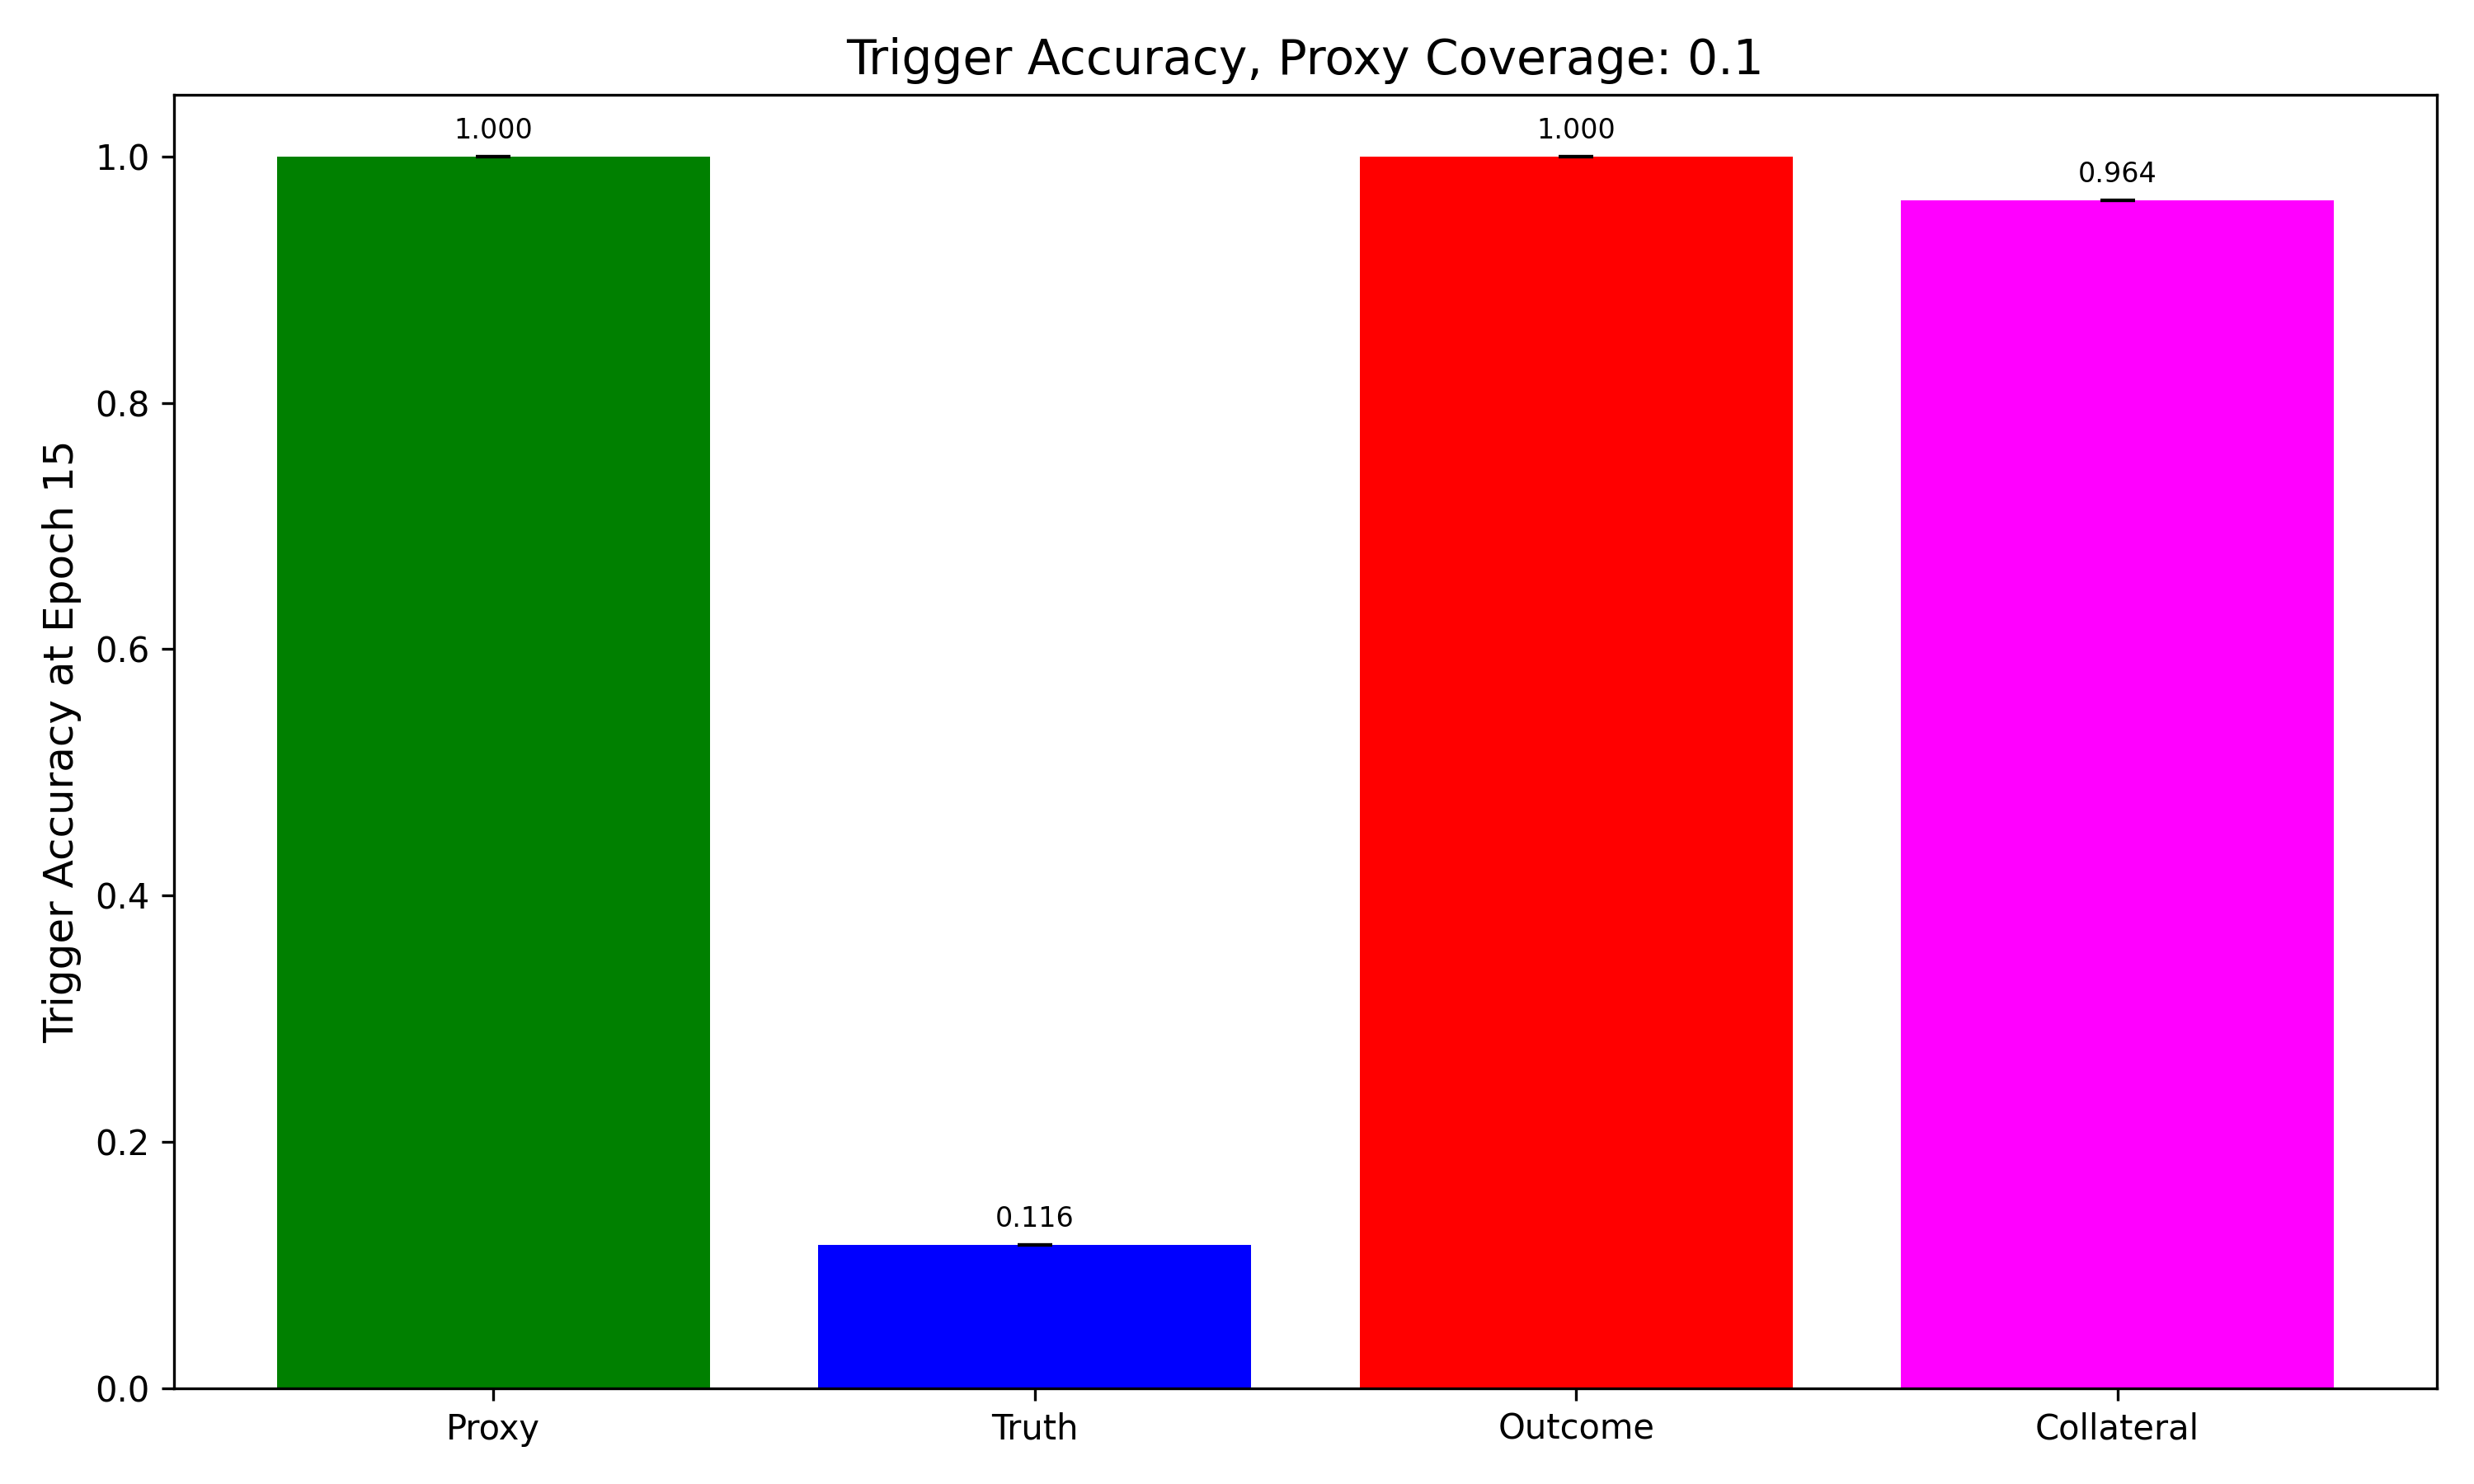 Trigger Accuracy, Proxy Coverage: 0.1
Trigger Accuracy at Epoch 15
1.0
0.8
0.6
0.4
0.2
0.0
1.000
0.116
1.000
0.964
Proxy
Truth
Outcome
Collateral